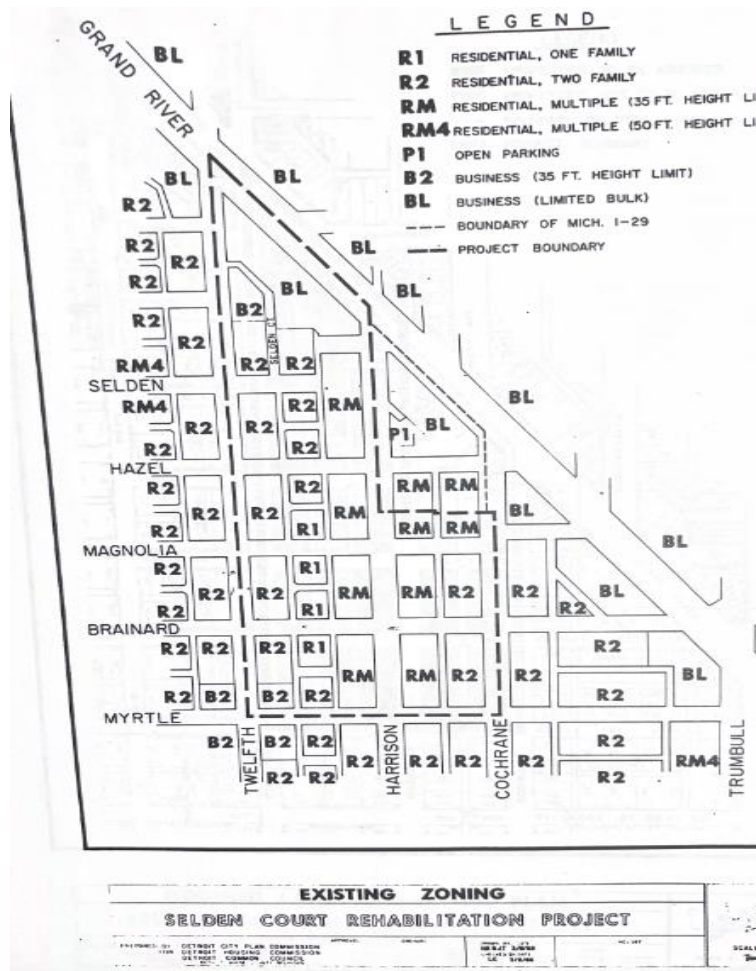 LEGEND
R1 RESIDENTIAL, ONE FAMILY
R2 RESIDENTIAL, TWO FAMILY
RM RESIDENTIAL, MULTIPLE (35 FT. HEIGHT LI
RM4 RESIDENTIAL, MULTIPLE (50 FT. HEIGHT LI
P1 OPEN PARKING
B2 BUSINESS (35 FT. HEIGHT LIMIT)
BL BUSINESS (LIMITED BULK)
BOUNDARY OF MICH. 1-29
PROJECT BOUNDARY
GRAND RIVER
BL
BL BL
R2
BL
R2 R2
BL BL
R2
B2
R2 R2
SELDEN CT
R2 R2
RM4
SELDEN
BL
RM4 R2 R2 R2 RM BL
P1
R2 R2
HAZEL
R2 R2 RM RM
R2 R2 RM BL
R2 R1 RM RM
BL
MAGNOLIA
R2 R1
R2 R2 RM RM R2 R2 BL
R2 R1 R2
BRAINARD
R2 R2 R2 R1 R2
RM RM R2 R2 BL
R2 B2 B2 R2 R2
MYRTLE
B2 B2 R2 R2
R2 R2 R2 R2 RM4
R2 R2 R2
TWELFTH
HARRISON
COCHRANE
TRUMBULL
EXISTING ZONING
SELDEN COURT REHABILITATION PROJECT
DETROIT CITY PLAN COMMISSION
DETROIT HOUSING COMMISSION
DETROIT COMMON COUNCIL
SCALE